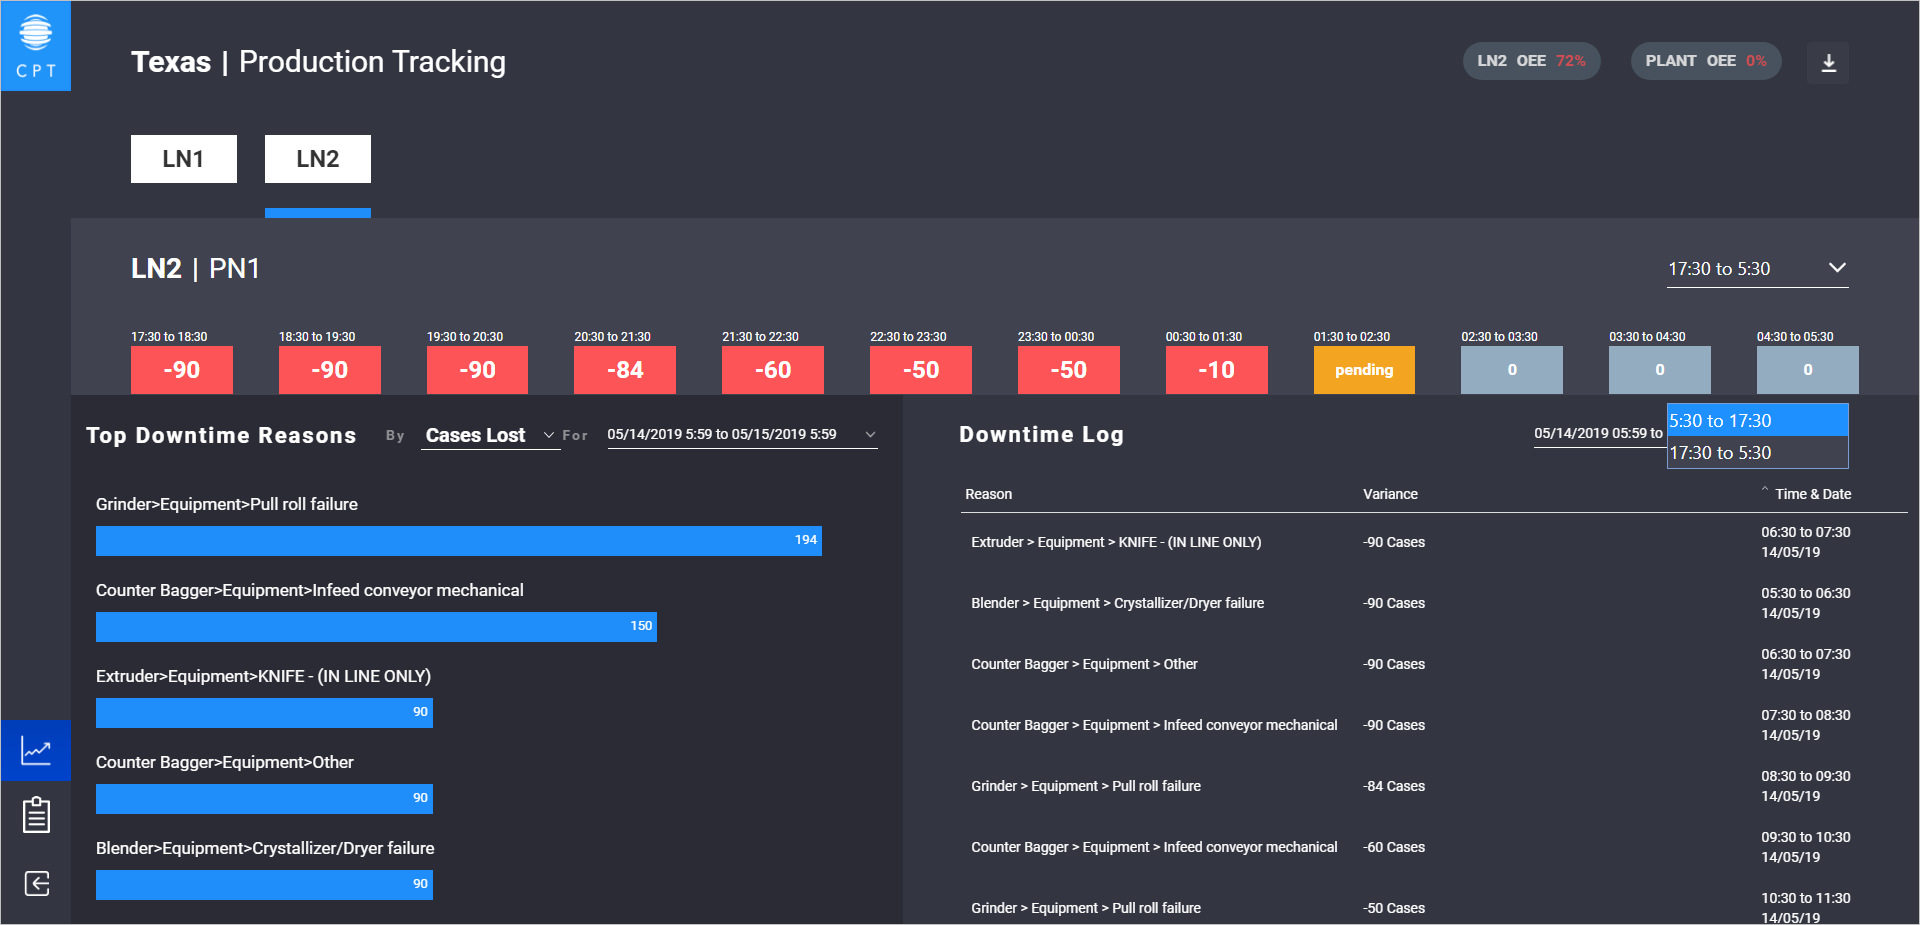 CPT
Texas | Production Tracking
LN2 OEE 72%
PLANT OEE 0%
LN1
LN2
LN2 | PN1
17:30 to 5:30
17:30 to 18:30
18:30 to 19:30
19:30 to 20:30
20:30 to 21:30
21:30 to 22:30
22:30 to 23:30
23:30 to 00:30
00:30 to 01:30
01:30 to 02:30
02:30 to 03:30
03:30 to 04:30
04:30 to 05:30
-90
-90
-90
-84
-60
-50
-50
-10
pending
0
0
0
Top Downtime Reasons By Cases Lost For 05/14/2019 5:59 to 05/15/2019 5:59
Grinder>Equipment>Pull roll failure
194
Counter Bagger>Equipment>Infeed conveyor mechanical
150
Extruder>Equipment>KNIFE - (IN LINE ONLY)
90
Counter Bagger>Equipment>Other
90
Blender>Equipment>Crystallizer/Dryer failure
90
Downtime Log
05/14/2019 05:59 to
5:30 to 17:30
17:30 to 5:30
Reason Variance ^ Time & Date
Extruder > Equipment > KNIFE - (IN LINE ONLY) -90 Cases
06:30 to 07:30
14/05/19
Blender > Equipment > Crystallizer/Dryer failure -90 Cases
05:30 to 06:30
14/05/19
Counter Bagger > Equipment > Other -90 Cases
06:30 to 07:30
14/05/19
Counter Bagger > Equipment > Infeed conveyor mechanical -90 Cases
07:30 to 08:30
14/05/19
Grinder > Equipment > Pull roll failure -84 Cases
08:30 to 09:30
14/05/19
Counter Bagger > Equipment > Infeed conveyor mechanical -60 Cases
09:30 to 10:30
14/05/19
Grinder > Equipment > Pull roll failure -50 Cases
10:30 to 11:30
14/05/19